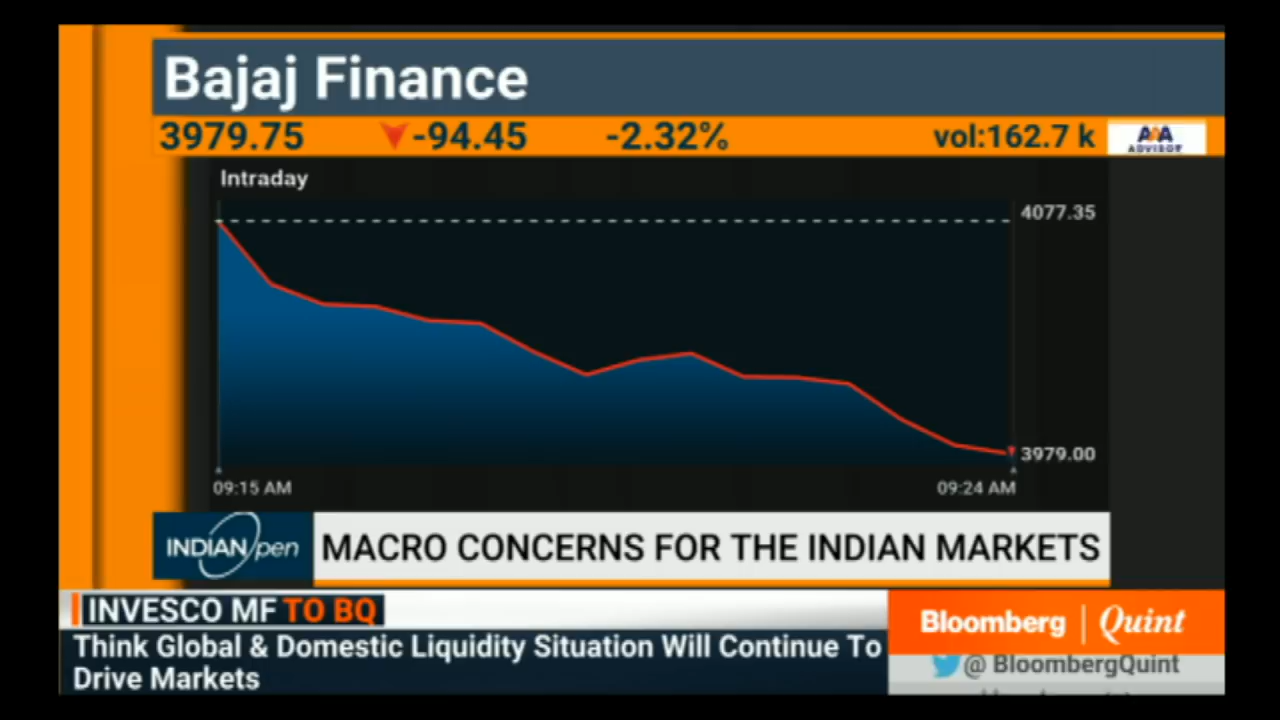 Bajaj Finance
3979.75 -94.45 -2.32% vol:162.7 k
ADVISOR
Intraday
4077.35
3979.00
09:15 AM 09:24 AM
INDIAN Open MACRO CONCERNS FOR THE INDIAN MARKETS
INVESCO MF TO BQ
Think Global & Domestic Liquidity Situation Will Continue To
Drive Markets
Bloomberg | Quint
@ BloombergQuint